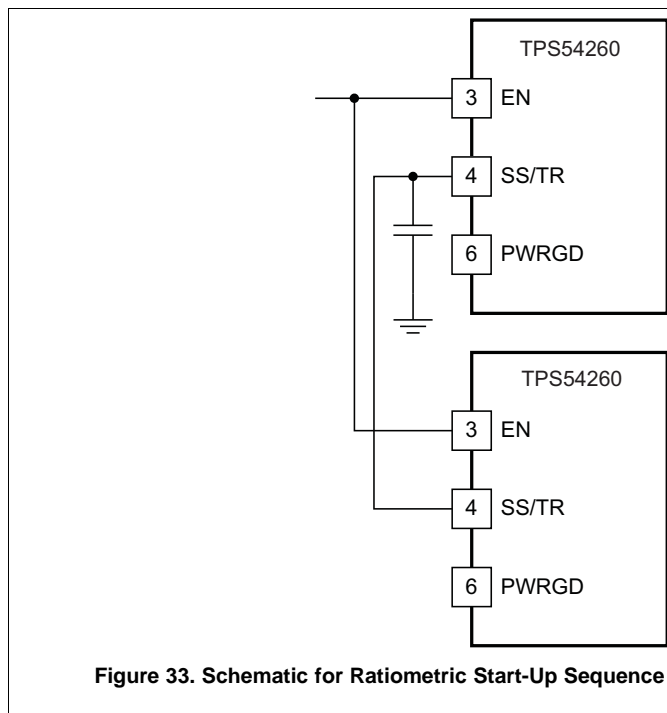 TPS54260
3 EN
4 SS/TR
6 PWRGD
TPS54260
3 EN
4 SS/TR
6 PWRGD
Figure 33. Schematic for Ratiometric Start-Up Sequence